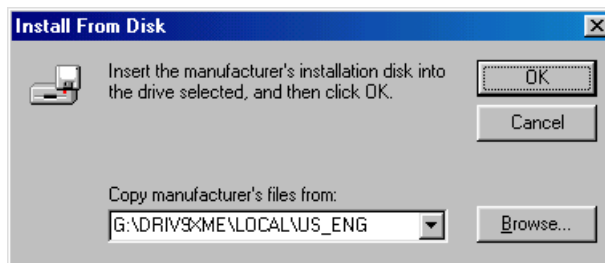 Install From Disk
Insert the manufacturer's installation disk into
the drive selected, and then click OK.
OK
Cancel
Copy manufacturer's files from:
G:\DRIV9XME\LOCAL\US_ENG
Browse...